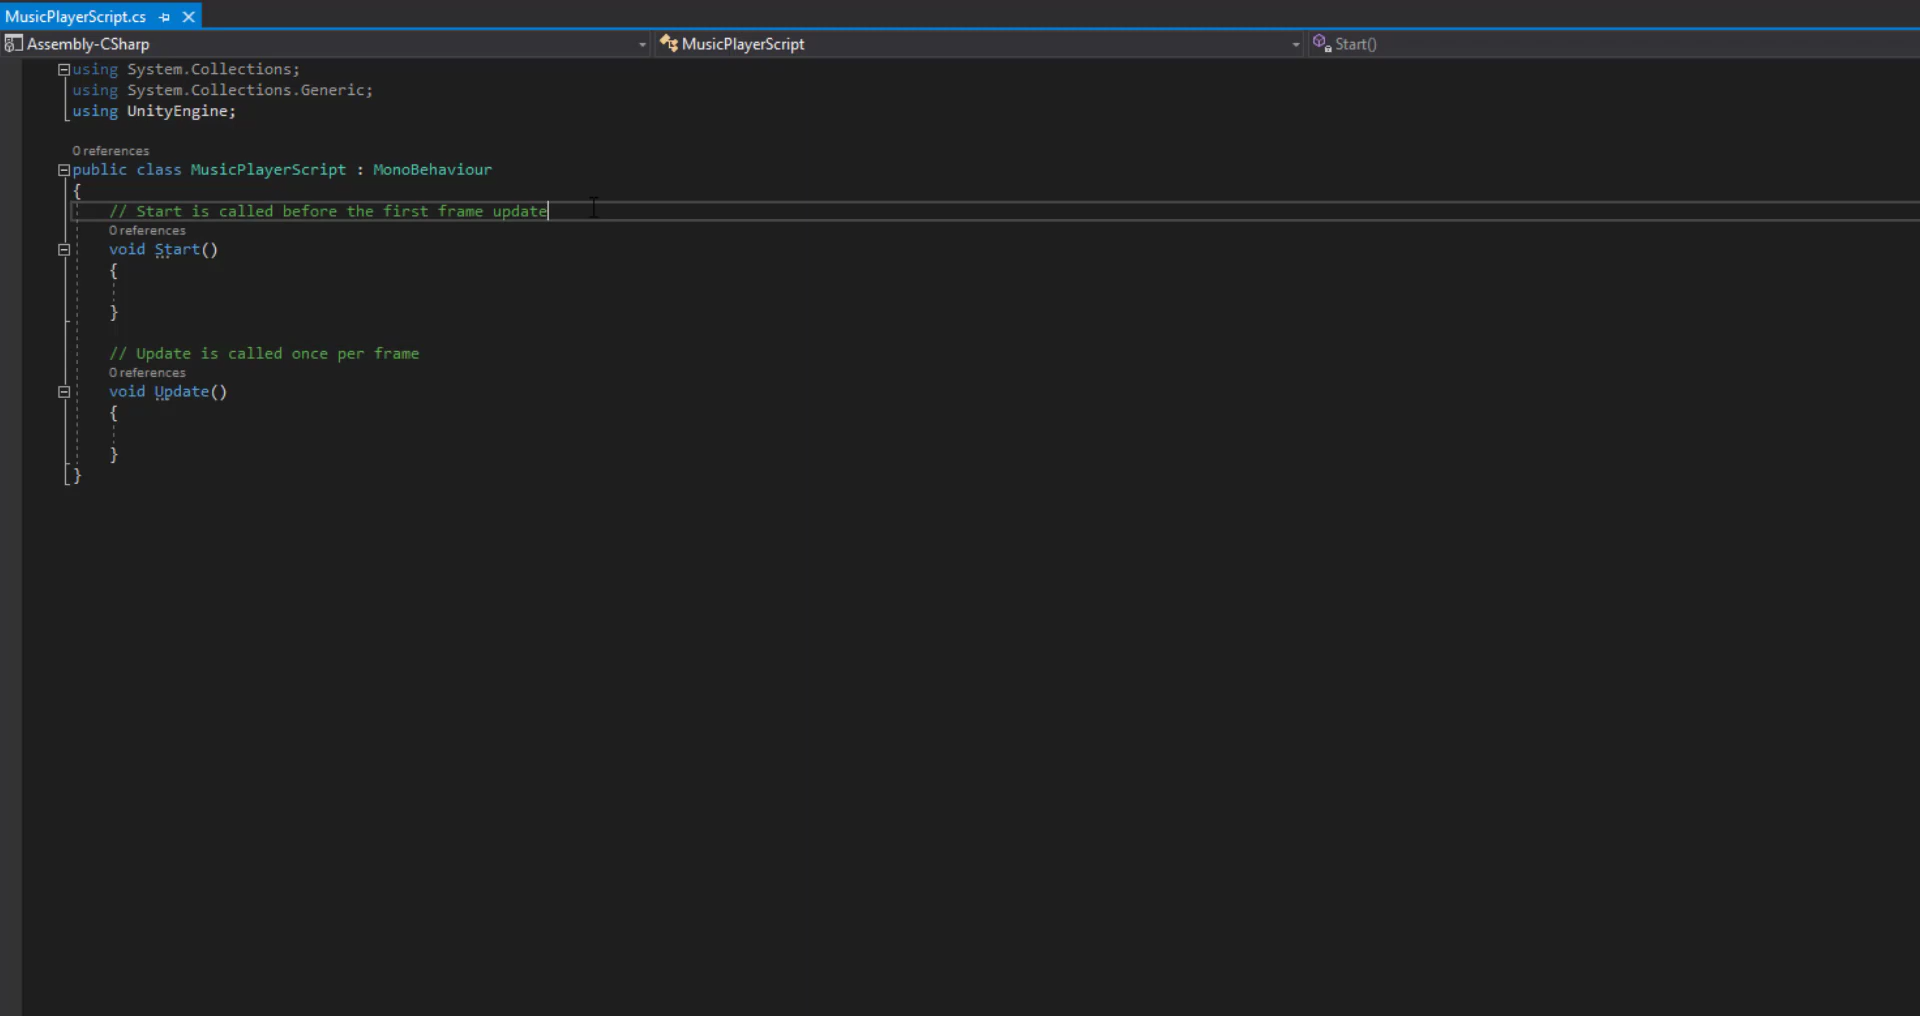 MusicPlayerScript.cs
Assembly-CSharp MusicPlayerScript Start()
using System.Collections;
using System.Collections.Generic;
using UnityEngine;
0 references
public class MusicPlayerScript : MonoBehaviour
{
// Start is called before the first frame update
0 references
void Start()
{
}
// Update is called once per frame
0 references
void Update()
{
}
}